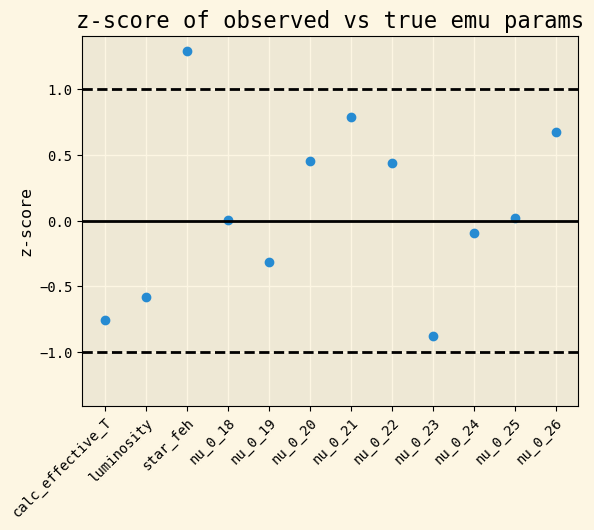 z-score of observed vs true emu params
z-score
1.0
0.5
0.0
−0.5
−1.0
calc_effective_T
luminosity
star_feh
nu_0_18
nu_0_19
nu_0_20
nu_0_21
nu_0_22
nu_0_23
nu_0_24
nu_0_25
nu_0_26